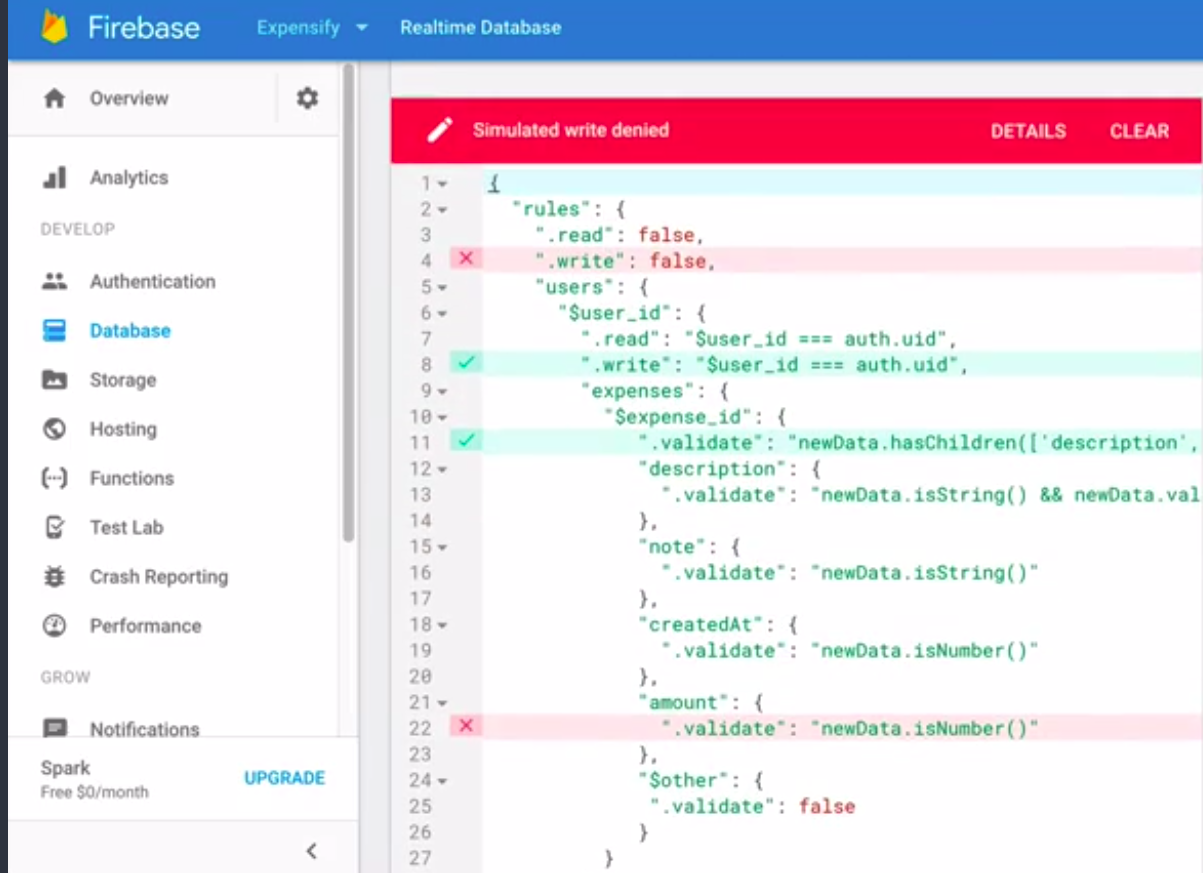 Firebase Expensify Realtime Database
Overview
Analytics
DEVELOP
Authentication
Database
Storage
Hosting
Functions
Test Lab
Crash Reporting
Performance
GROW
Notifications
Spark
Free $0/month
UPGRADE
Simulated write denied DETAILS CLEAR
1 {
2 "rules": {
3 ".read": false,
4 ".write": false,
5 "users": {
6 "$user_id": {
7 ".read": "$user_id === auth.uid",
8 ".write": "$user_id === auth.uid",
9 "expenses": {
10 "$expense_id": {
11 ".validate": "newData.hasChildren(['description',
12 "description": {
13 ".validate": "newData.isString() && newData.val
14 },
15 "note": {
16 ".validate": "newData.isString()"
17 },
18 "createdAt": {
19 ".validate": "newData.isNumber()"
20 },
21 "amount": {
22 ".validate": "newData.isNumber()"
23 },
24 "$other": {
25 ".validate": false
26 }
27 }